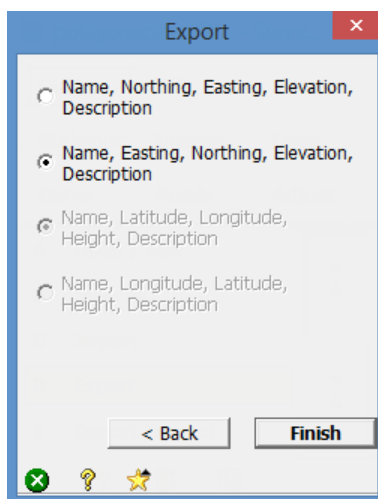 Export
Name, Northing, Easting, Elevation,
Description
Name, Easting, Northing, Elevation,
Description
Name, Latitude, Longitude,
Height, Description
Name, Longitude, Latitude,
Height, Description
< Back
Finish